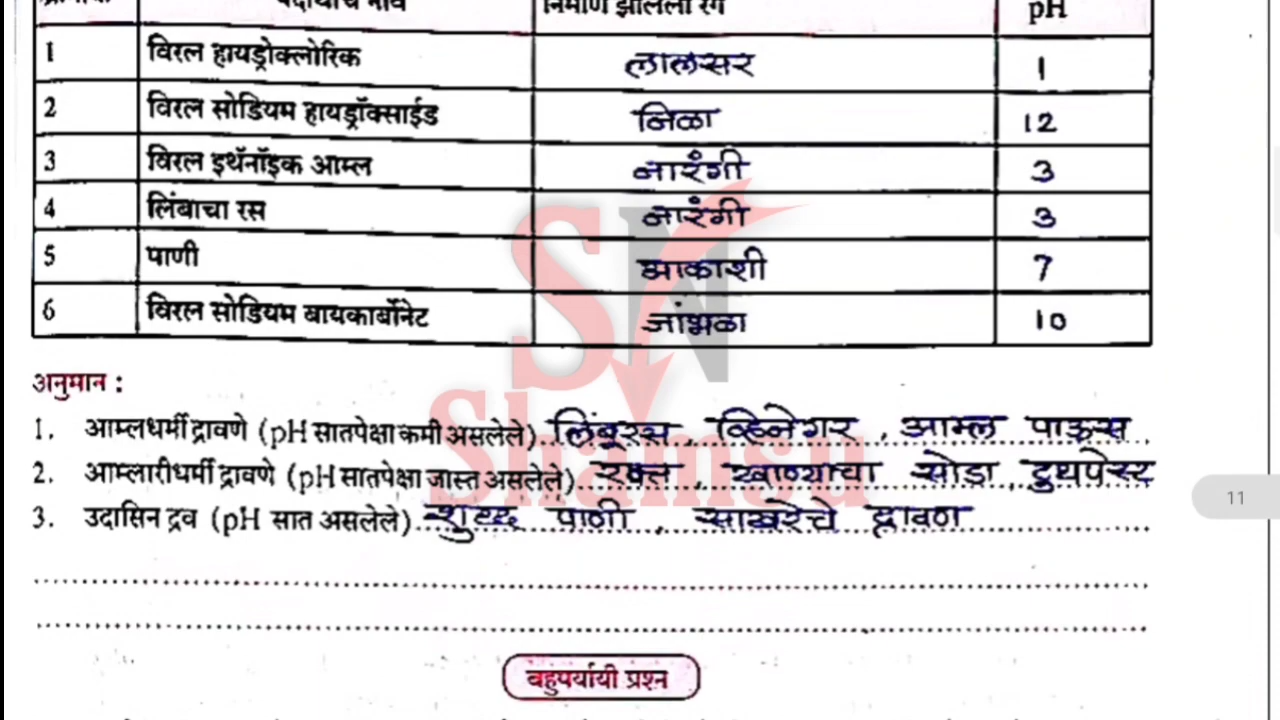 पदार्थाचे नाव निर्माण झालेला रंग pH
1 विरल हायड्रोक्लोरिक लालसर 1
2 विरल सोडियम हायड्रॉक्साईड निळा 12
3 विरल इथॅनॉइक आम्ल नारंगी 3
4 लिंबाचा रस नारंगी 3
5 पाणी आकाशी 7
6 विरल सोडियम बायकार्बोनेट जांभळा 10
अनुमान :
1. आम्लधर्मी द्रावणे (pH सातपेक्षा कमी असलेले) लिंबूरस, व्हिनेगर, आम्ल पाऊस
2. आम्लारीधर्मी द्रावणे (pH सातपेक्षा जास्त असलेले) रक्त, खाण्याचा सोडा, टुथपेस्ट
3. उदासिन द्रव (pH सात असलेले) शुध्द पाणी, साखरेचे द्रावण
SN
Shamsu
11
बहुपर्यायी प्रश्न